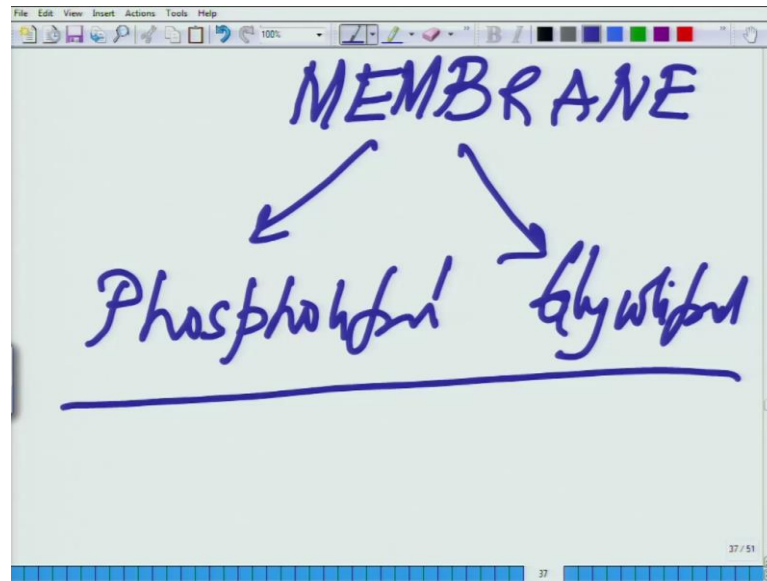 File Edit View Insert Actions Tools Help
100% B I
MEMBRANE
Phospholipid Glycolipid
37 / 51
37